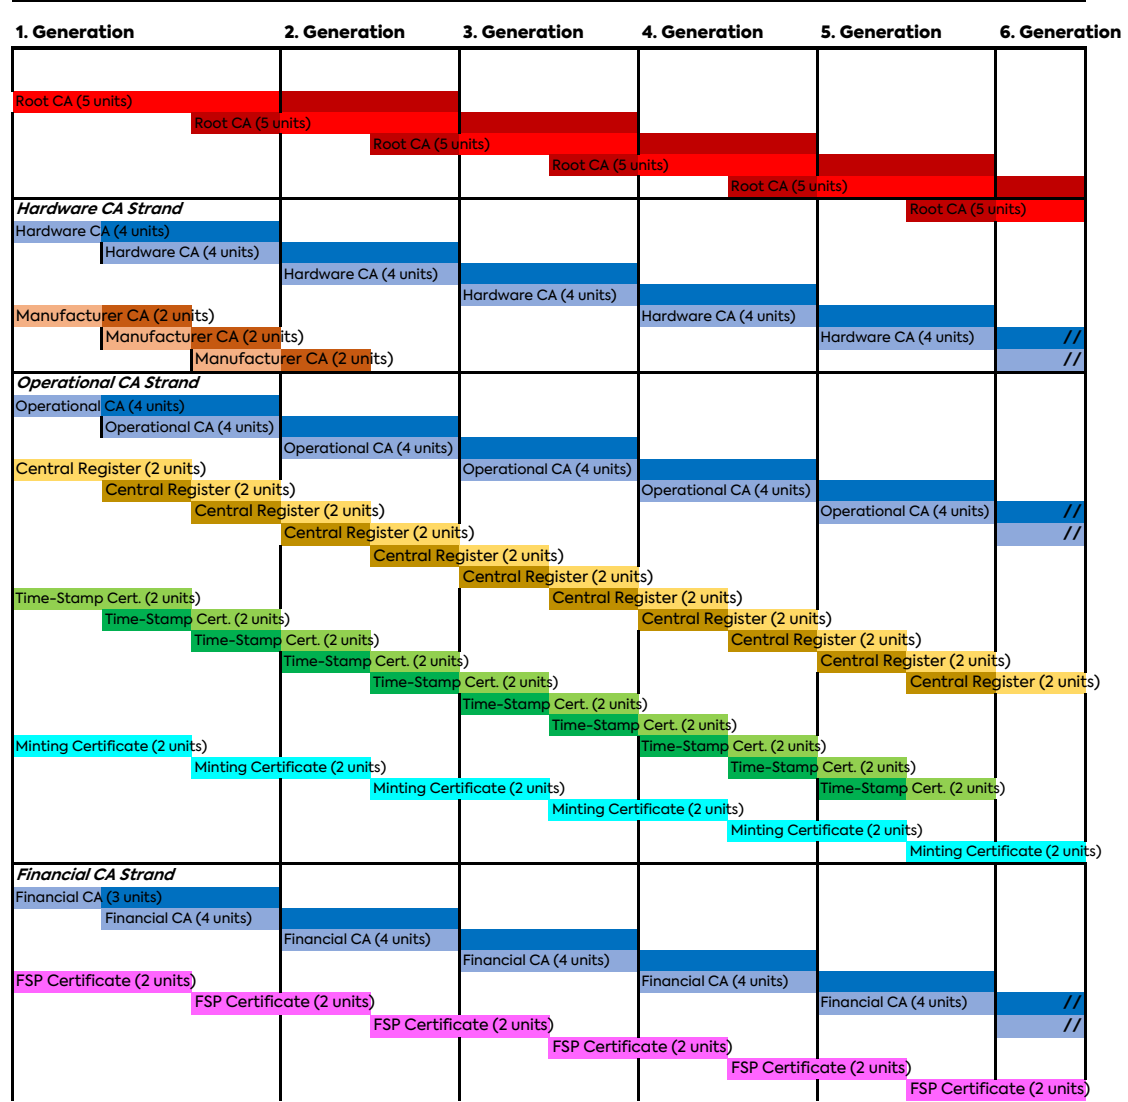 1. Generation 2. Generation 3. Generation 4. Generation 5. Generation 6. Generation
Root CA (5 units)
Root CA (5 units)
Root CA (5 units)
Root CA (5 units)
Root CA (5 units)
Hardware CA Strand
Root CA (5 units)
Hardware CA (4 units)
Hardware CA (4 units)
Hardware CA (4 units)
Hardware CA (4 units)
Manufacturer CA (2 units) Hardware CA (4 units)
Manufacturer CA (2 units) Hardware CA (4 units) //
Manufacturer CA (2 units) //
Operational CA Strand
Operational CA (4 units)
Operational CA (4 units)
Operational CA (4 units)
Central Register (2 units) Operational CA (4 units)
Central Register (2 units) Operational CA (4 units)
Central Register (2 units) Operational CA (4 units) //
Central Register (2 units) //
Central Register (2 units)
Central Register (2 units)
Time-Stamp Cert. (2 units) Central Register (2 units)
Time-Stamp Cert. (2 units) Central Register (2 units)
Time-Stamp Cert. (2 units) Central Register (2 units)
Time-Stamp Cert. (2 units) Central Register (2 units)
Time-Stamp Cert. (2 units) Central Register (2 units)
Time-Stamp Cert. (2 units)
Time-Stamp Cert. (2 units)
Minting Certificate (2 units) Time-Stamp Cert. (2 units)
Minting Certificate (2 units) Time-Stamp Cert. (2 units)
Minting Certificate (2 units) Time-Stamp Cert. (2 units)
Minting Certificate (2 units)
Minting Certificate (2 units)
Minting Certificate (2 units)
Financial CA Strand
Financial CA (3 units)
Financial CA (4 units)
Financial CA (4 units)
Financial CA (4 units)
FSP Certificate (2 units) Financial CA (4 units)
FSP Certificate (2 units) Financial CA (4 units) //
FSP Certificate (2 units) //
FSP Certificate (2 units)
FSP Certificate (2 units)
FSP Certificate (2 units)